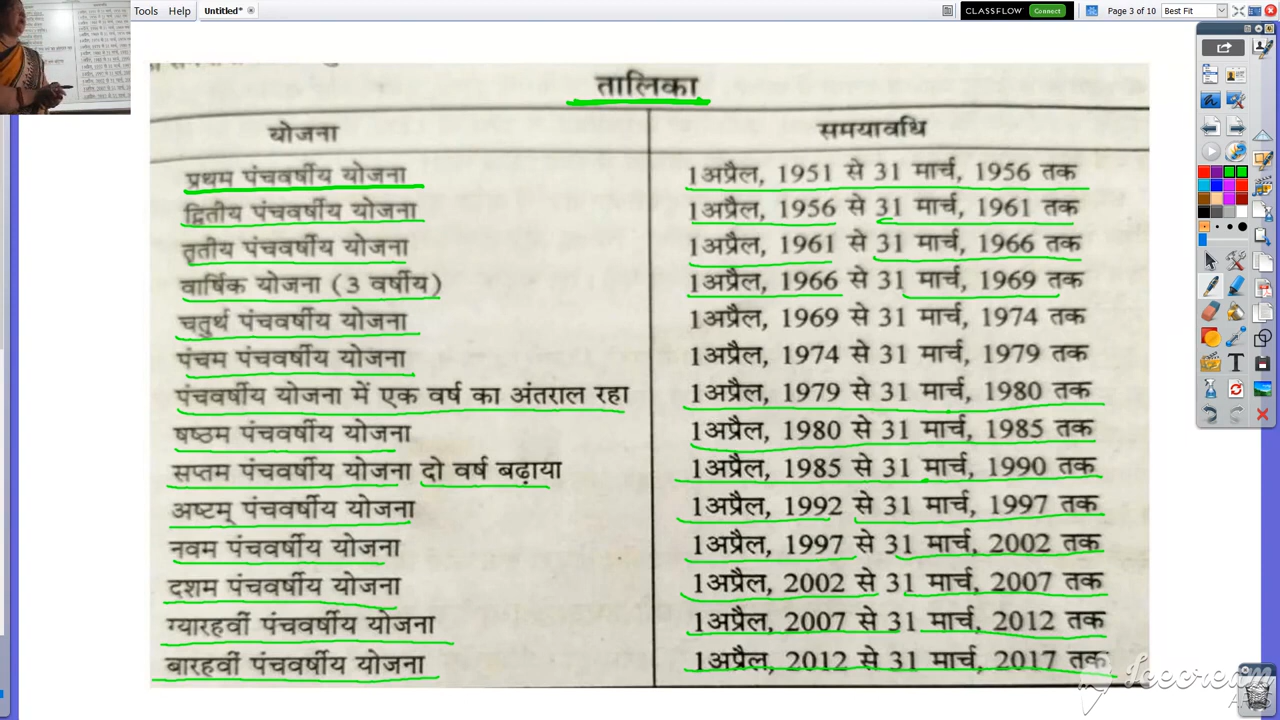 Tools Help Untitled* CLASSFLOW Connect Page 3 of 10 Best Fit
तालिका
योजना समयावधि
प्रथम पंचवर्षीय योजना 1अप्रैल, 1951 से 31 मार्च, 1956 तक
द्वितीय पंचवर्षीय योजना 1अप्रैल, 1956 से 31 मार्च, 1961 तक
तृतीय पंचवर्षीय योजना 1अप्रैल, 1961 से 31 मार्च, 1966 तक
वार्षिक योजना (3 वर्षीय) 1अप्रैल, 1966 से 31 मार्च, 1969 तक
चतुर्थ पंचवर्षीय योजना 1अप्रैल, 1969 से 31 मार्च, 1974 तक
पंचम पंचवर्षीय योजना 1अप्रैल, 1974 से 31 मार्च, 1979 तक
पंचवर्षीय योजना में एक वर्ष का अंतराल रहा 1अप्रैल, 1979 से 31 मार्च, 1980 तक
षष्ठम पंचवर्षीय योजना 1अप्रैल, 1980 से 31 मार्च, 1985 तक
सप्तम पंचवर्षीय योजना दो वर्ष बढ़ाया 1अप्रैल, 1985 से 31 मार्च, 1990 तक
अष्टम् पंचवर्षीय योजना 1अप्रैल, 1992 से 31 मार्च, 1997 तक
नवम पंचवर्षीय योजना 1अप्रैल, 1997 से 31 मार्च, 2002 तक
दशम पंचवर्षीय योजना 1अप्रैल, 2002 से 31 मार्च, 2007 तक
ग्यारहवीं पंचवर्षीय योजना 1अप्रैल, 2007 से 31 मार्च, 2012 तक
बारहवीं पंचवर्षीय योजना 1अप्रैल, 2012 से 31 मार्च, 2017 तक
Icecream
APPS